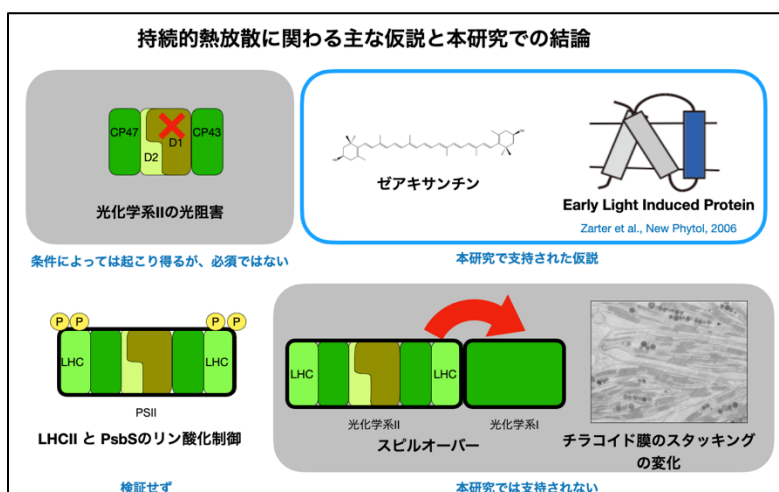 持続的熱放散に関わる主な仮説と本研究での結論
CP47
D2
D1
CP43
光化学系IIの光阻害
条件によっては起こり得るが、必須ではない
ゼアキサンチン
Early Light Induced Protein
Zarter et al., New Phytol, 2006
本研究で支持された仮説
P P P P
LHC LHC
PSII
LHCII と PsbSのリン酸化制御
検証せず
LHC LHC
光化学系II 光化学系I
スピルオーバー
チラコイド膜のスタッキング
の変化
本研究では支持されない